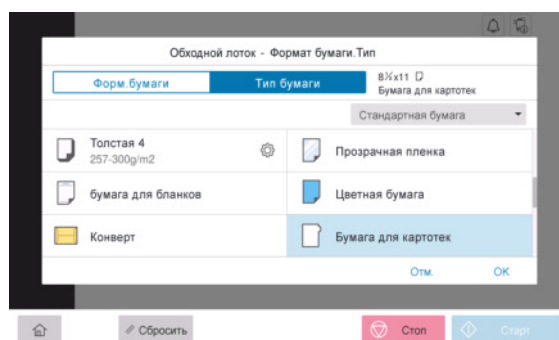 Обходной лоток - Формат бумаги.Тип
Форм.бумаги
Тип бумаги
8½x11
Бумага для картотек
Стандартная бумага
Толстая 4
257-300g/m2
Прозрачная пленка
бумага для бланков
Цветная бумага
Конверт
Бумага для картотек
Отм.
OK
Сбросить
Стоп
Старт